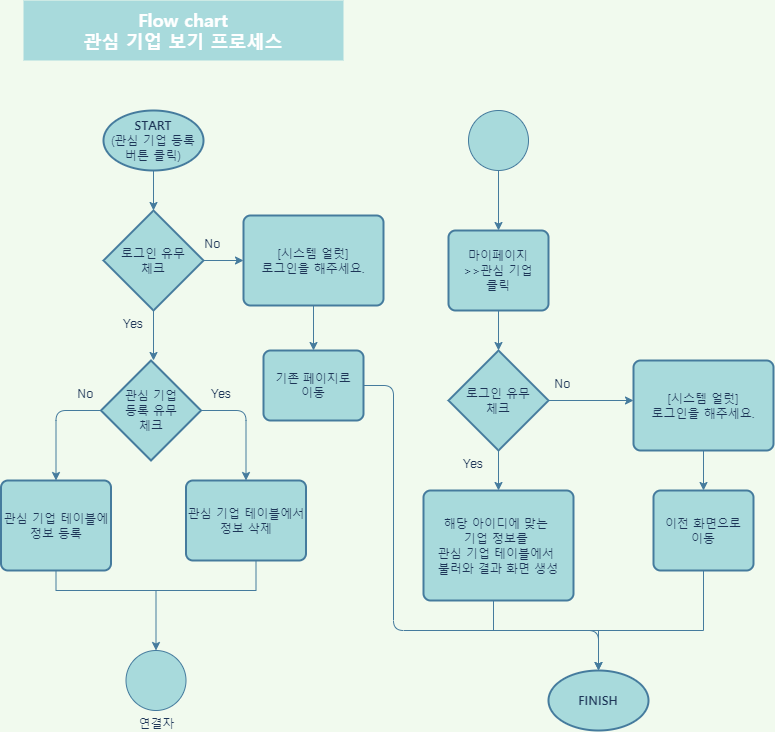 Flow chart
관심 기업 보기 프로세스
START
(관심 기업 등록
버튼 클릭)
로그인 유무
체크
No
[시스템 얼럿]
로그인을 해주세요.
Yes
기존 페이지로
이동
관심 기업
등록 유무
체크
No
Yes
관심 기업 테이블에
정보 등록
관심 기업 테이블에서
정보 삭제
연결자
마이페이지
>>관심 기업
클릭
로그인 유무
체크
No
[시스템 얼럿]
로그인을 해주세요.
Yes
해당 아이디에 맞는
기업 정보를
관심 기업 테이블에서
불러와 결과 화면 생성
이전 화면으로
이동
FINISH